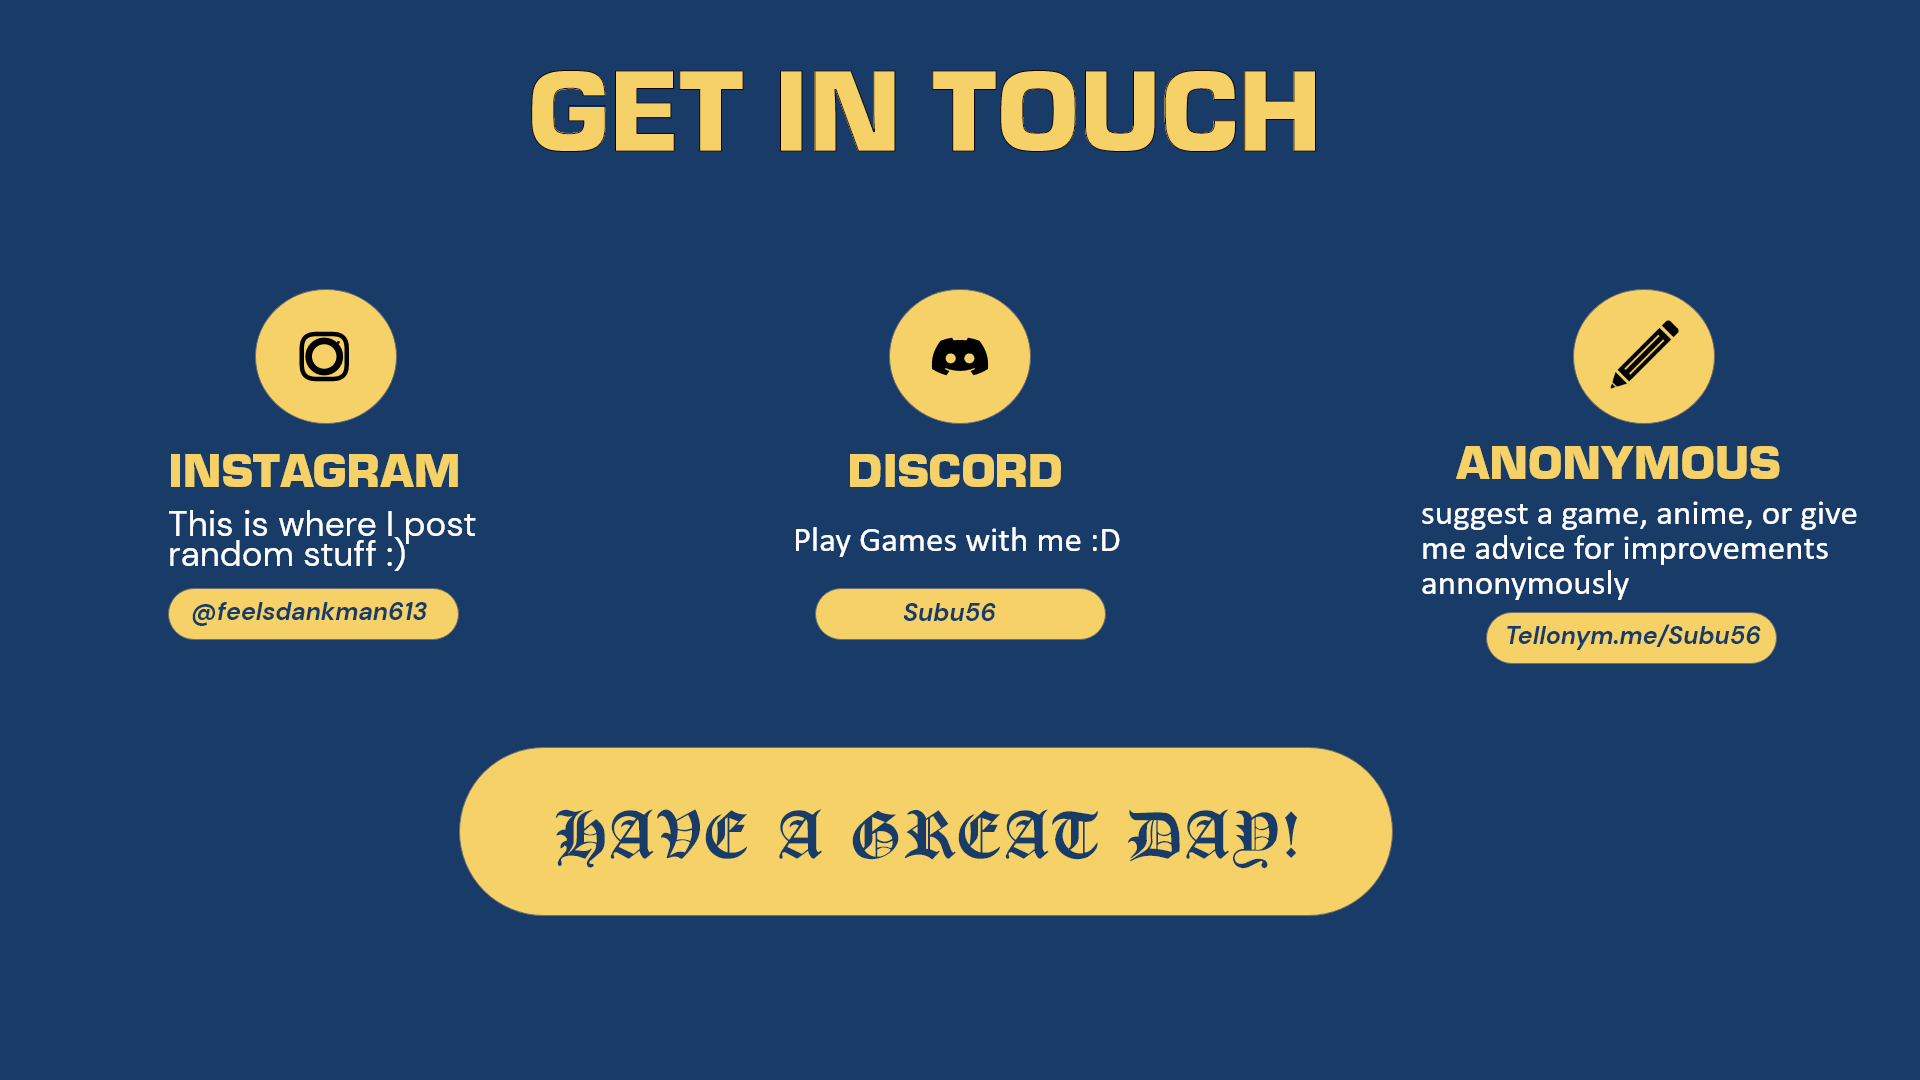 GET IN TOUCH
INSTAGRAM
This is where I post
random stuff :)
@feelsdankman613
DISCORD
Play Games with me :D
Subu56
ANONYMOUS
suggest a game, anime, or give
me advice for improvements
annonymously
Tellonym.me/Subu56
HAVE A GREAT DAY!